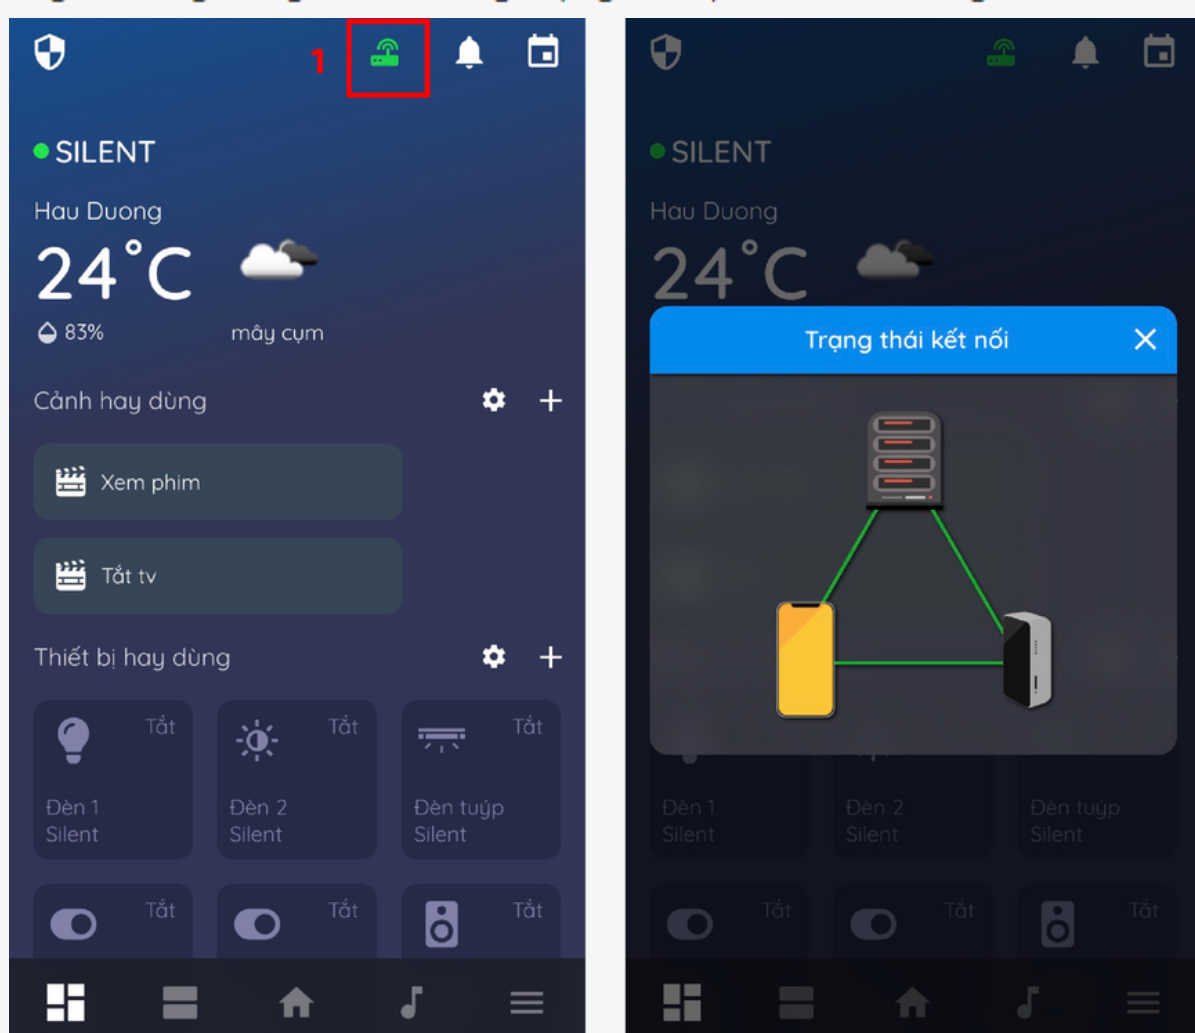 1
SILENT
Hau Duong
24°C
83% mây cụm
Cảnh hay dùng
Xem phim
Tắt tv
Thiết bị hay dùng
Tắt Tắt Tắt
Đèn 1 Đèn 2 Đèn tuýp
Silent Silent Silent
Tắt Tắt Tắt
SILENT
Hau Duong
24°C
Trạng thái kết nối
Đèn 1 Đèn 2 Đèn tuýp
Silent Silent Silent
Tắt Tắt Tắt